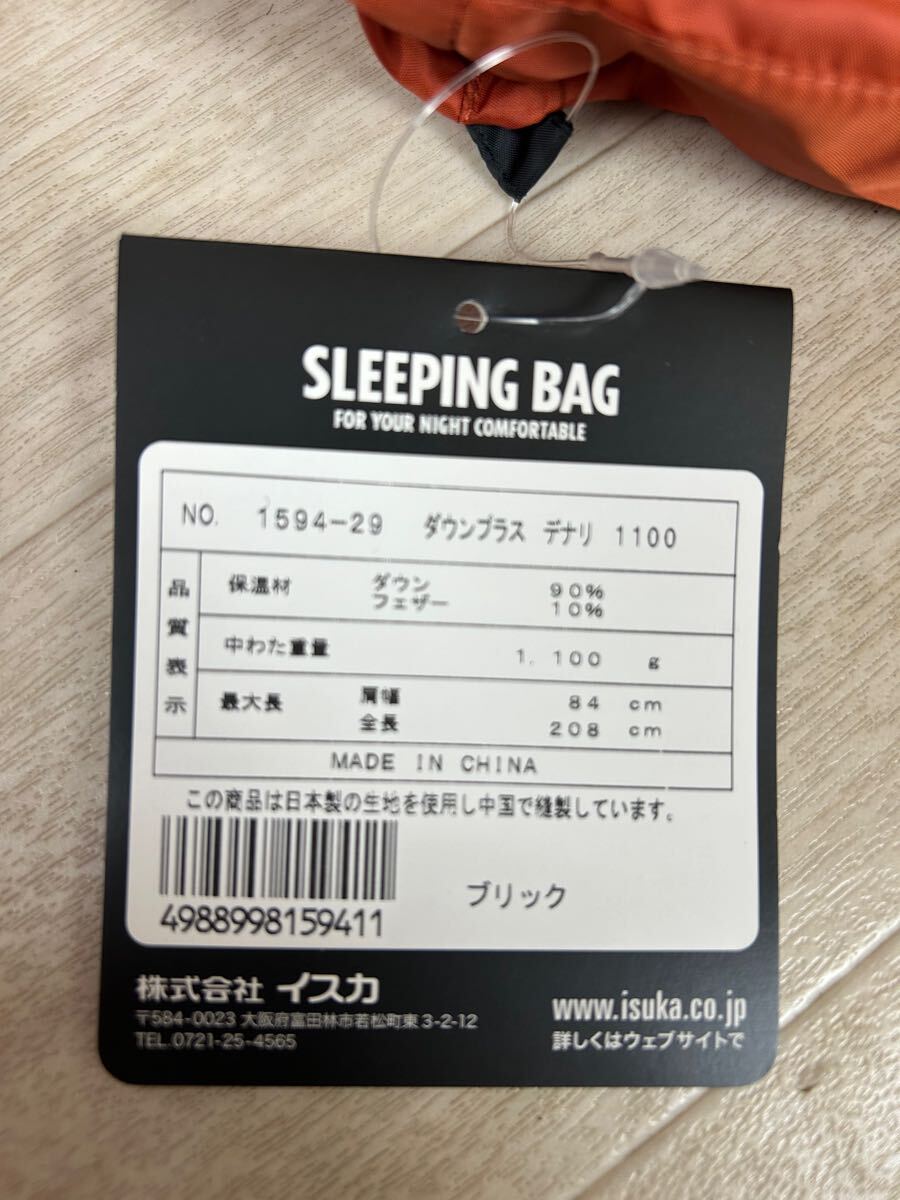 SLEEPING BAG
FOR YOUR NIGHT COMFORTABLE
NO. 1594-29 ダウンプラス デナリ 1100
品質表示
保温材 ダウン 90%
フェザー 10%
中わた重量 1,100 g
最大長 肩幅 84 cm
全長 208 cm
MADE IN CHINA
この商品は日本製の生地を使用し中国で縫製しています。
4988998159411
ブリック
株式会社 イスカ
〒584-0023 大阪府富田林市若松町東3-2-12
TEL.0721-25-4565
www.isuka.co.jp
詳しくはウェブサイトで